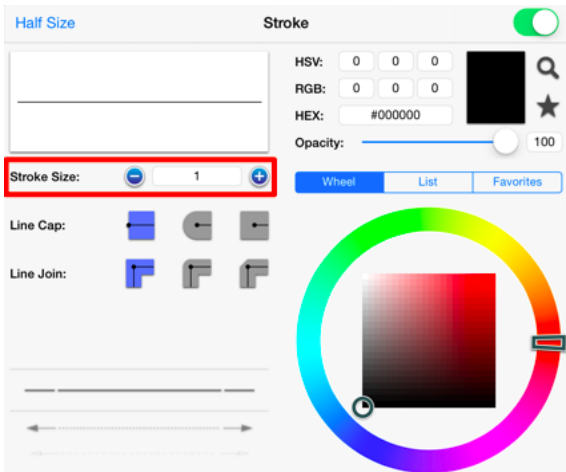 Half Size
Stroke
HSV: 0 0 0
RGB: 0 0 0
HEX: #000000
Opacity: 100
Stroke Size: 1
Wheel List Favorites
Line Cap:
Line Join: